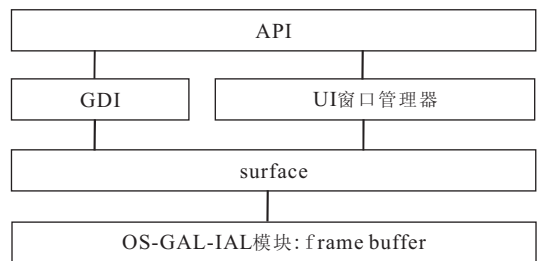 API
GDI
UI窗口管理器
surface
OS-GAL-IAL模块: frame buffer